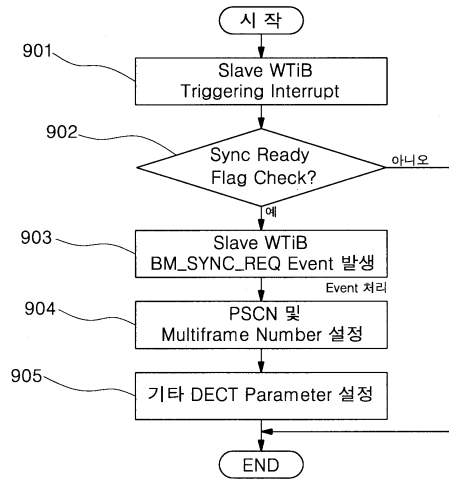 시 작
901
Slave WTiB
Triggering Interrupt
902
Sync Ready
Flag Check?
아니오
예
903
Slave WTiB
BM_SYNC_REQ Event 발생
Event 처리
904
PSCN 및
Multiframe Number 설정
905
기타 DECT Parameter 설정
END